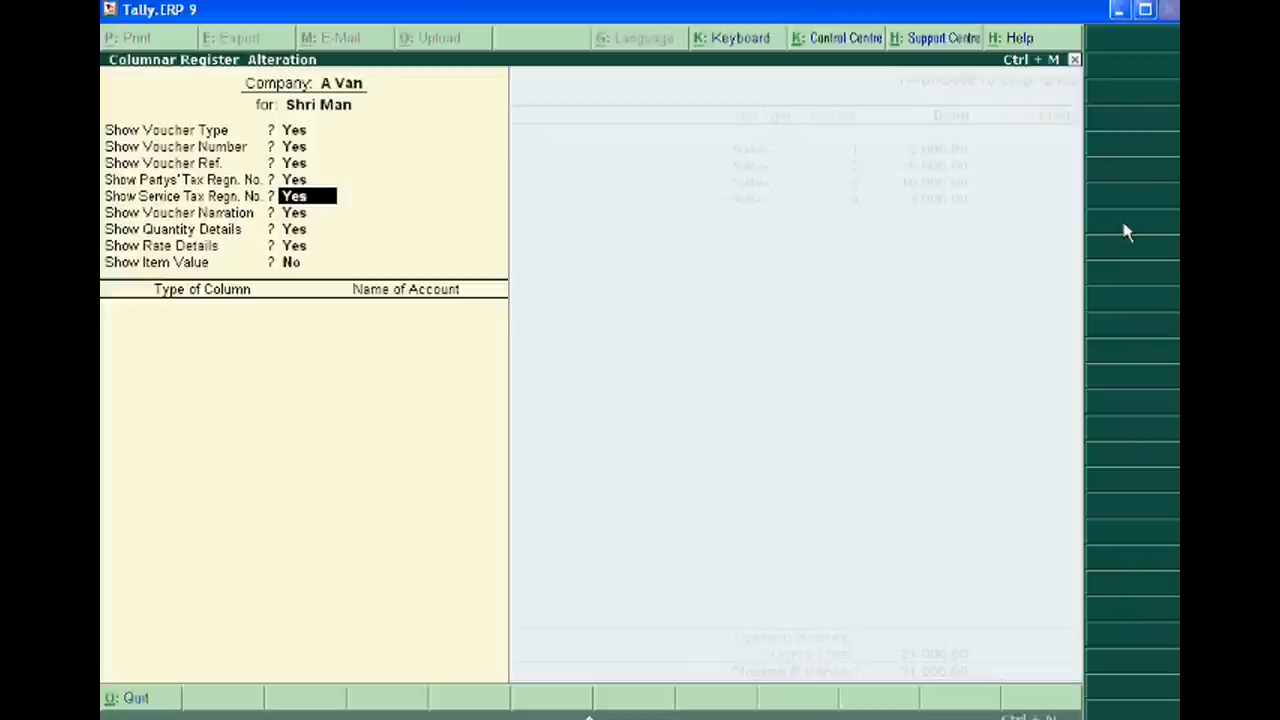 Tally.ERP 9
P: Print E: Export M: E-Mail O: Upload G: Language K: Keyboard K: Control Centre H: Support Centre H: Help
Columnar Register Alteration Ctrl + M
Company: A Van
for: Shri Man
Show Voucher Type ? Yes
Show Voucher Number ? Yes
Show Voucher Ref. ? Yes
Show Partys' Tax Regn. No. ? Yes
Show Service Tax Regn. No. ? Yes
Show Voucher Narration ? Yes
Show Quantity Details ? Yes
Show Rate Details ? Yes
Show Item Value ? No
Type of Column Name of Account
Q: Quit
Ctrl + N